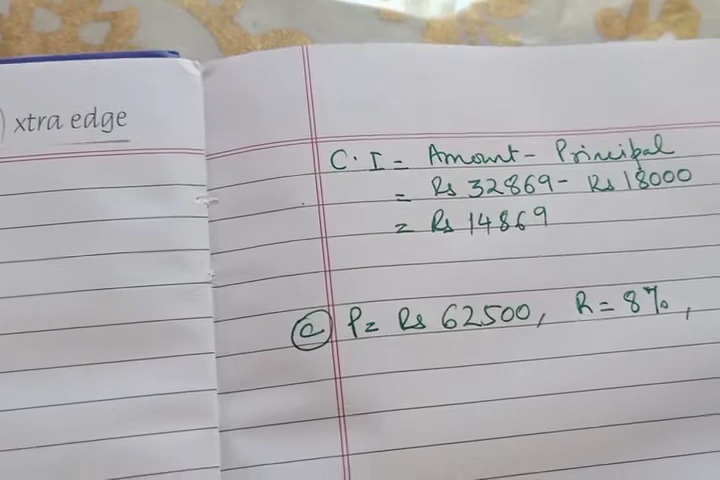 xtra edge
C.I = Amount - Principal
= Rs 32869 - Rs 18000
= Rs 14869
(c) P = Rs 62500, R = 8%,